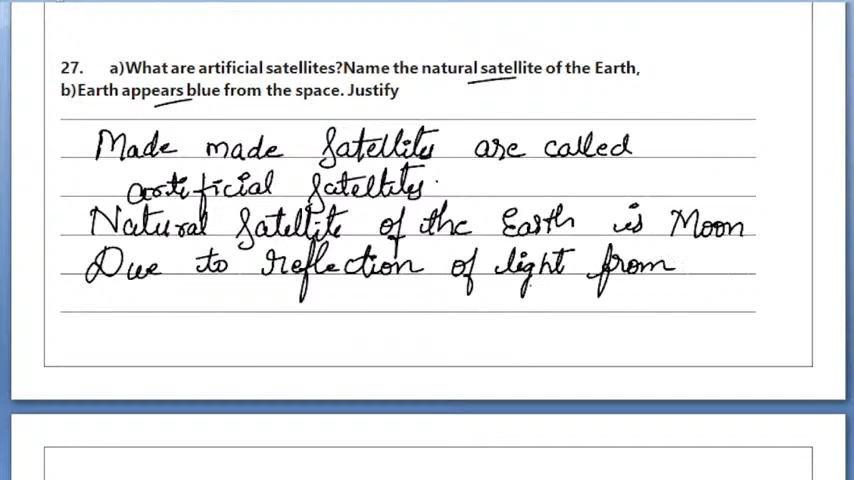 27. a)What are artificial satellites?Name the natural satellite of the Earth,
b)Earth appears blue from the space. Justify
Made made Satellites are called
artificial Satellites.
Natural Satellite of the Earth is Moon
Due to reflection of light from